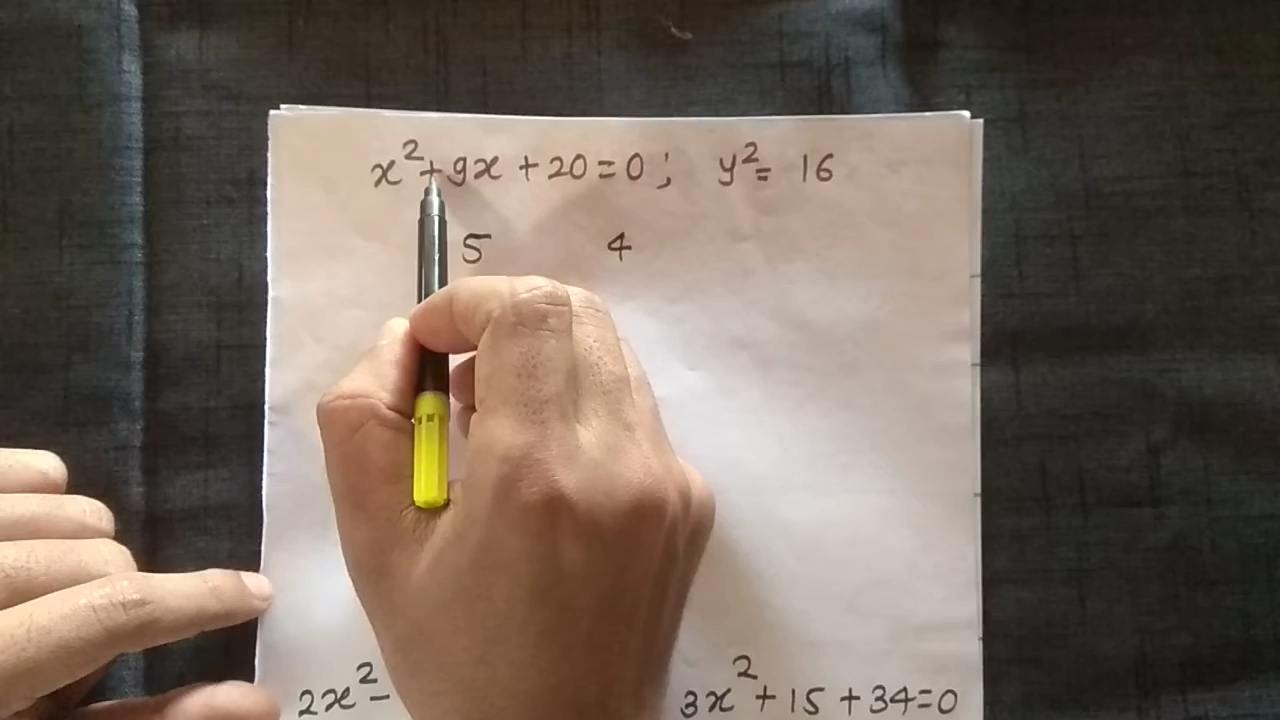 x²+9x+20=0; y²= 16
5 4
2x²- 3x²+15+34=0